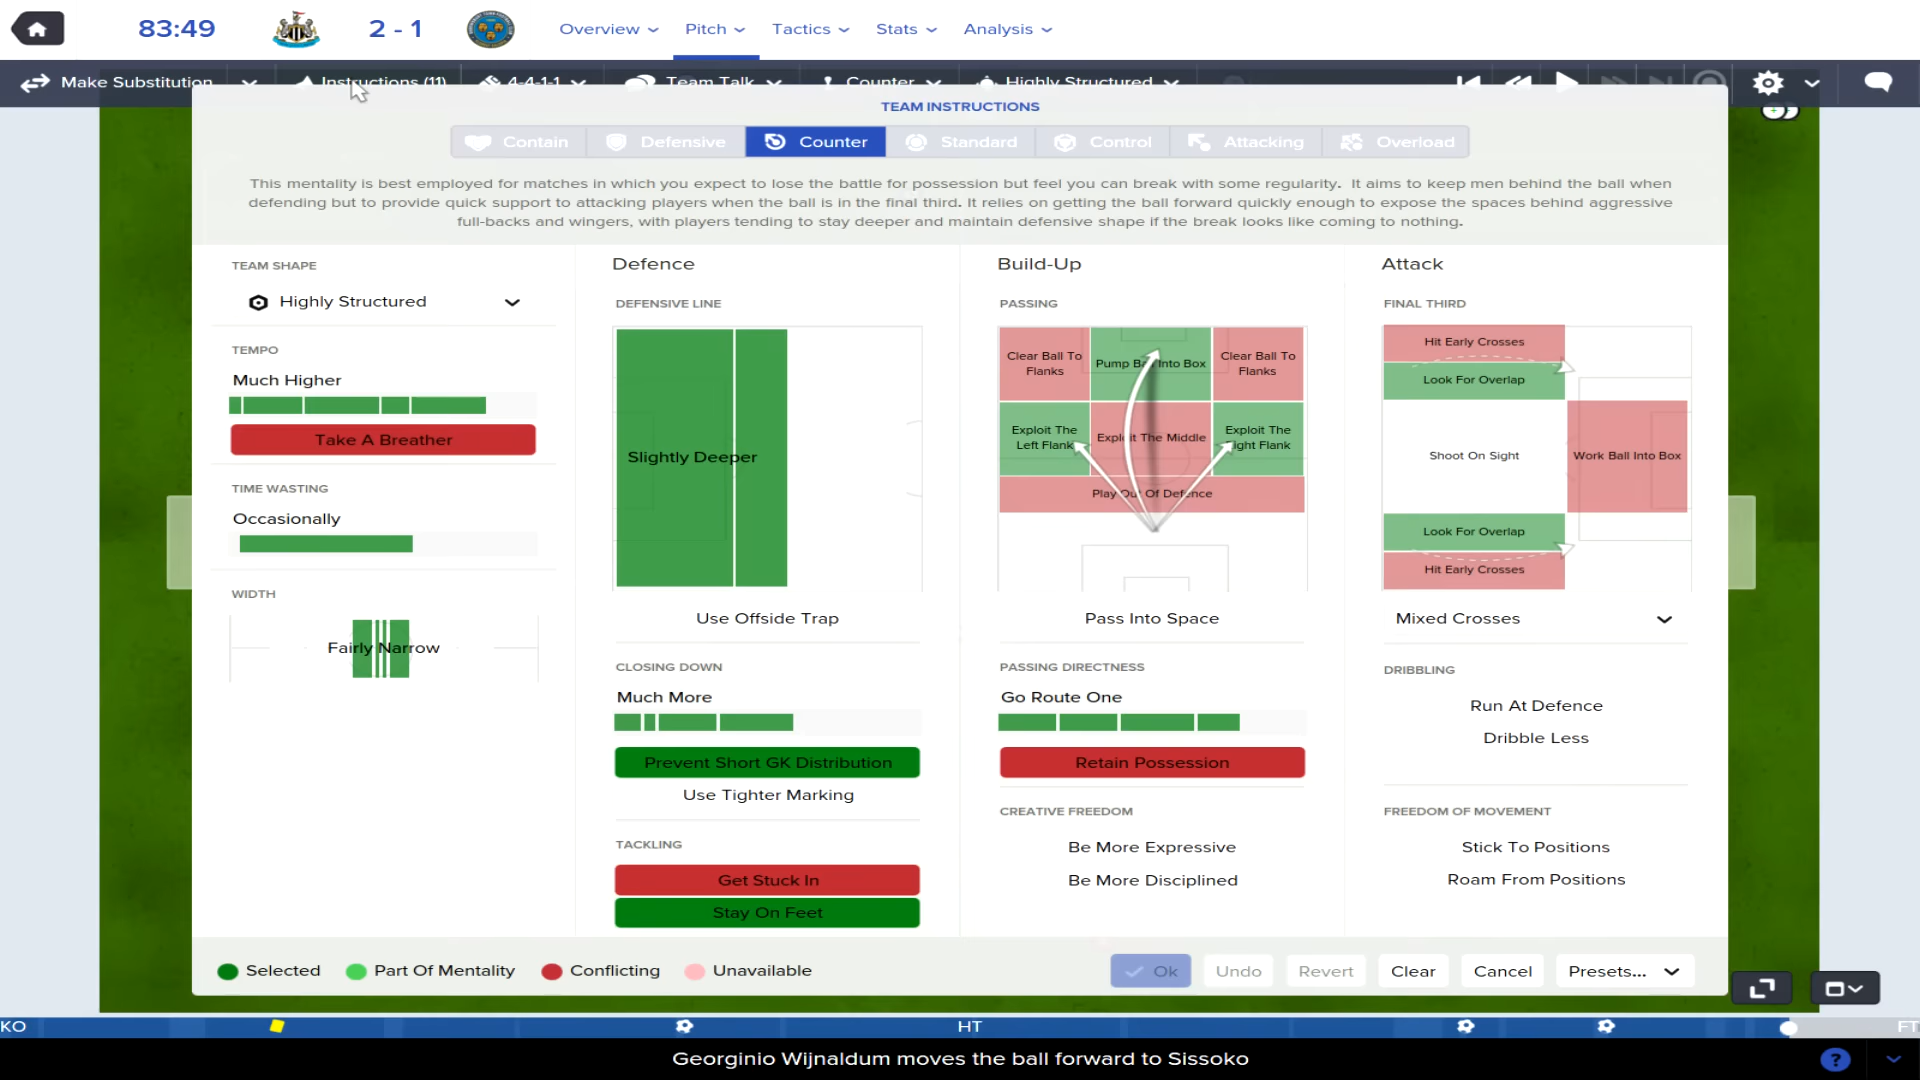 83:49
2 - 1
Overview
Pitch
Tactics
Stats
Analysis
Make Substitution
Instructions (11)
4-4-1-1
Team Talk
Counter
Highly Structured
TEAM INSTRUCTIONS
Contain
Defensive
Counter
Standard
Control
Attacking
Overload
This mentality is best employed for matches in which you expect to lose the battle for possession but feel you can break with some regularity. It aims to keep men behind the ball when
defending but to provide quick support to attacking players when the ball is in the final third. It relies on getting the ball forward quickly enough to expose the spaces behind aggressive
full-backs and wingers, with players tending to stay deeper and maintain defensive shape if the break looks like coming to nothing.
TEAM SHAPE
Highly Structured
TEMPO
Much Higher
Take A Breather
TIME WASTING
Occasionally
WIDTH
Fairly Narrow
Defence
DEFENSIVE LINE
Slightly Deeper
Use Offside Trap
CLOSING DOWN
Much More
Prevent Short GK Distribution
Use Tighter Marking
TACKLING
Get Stuck In
Stay On Feet
Build-Up
PASSING
Clear Ball To
Flanks
Pump Ball Into Box
Clear Ball To
Flanks
Exploit The
Left Flank
Exploit The Middle
Exploit The
Right Flank
Play Out Of Defence
Pass Into Space
PASSING DIRECTNESS
Go Route One
Retain Possession
CREATIVE FREEDOM
Be More Expressive
Be More Disciplined
Attack
FINAL THIRD
Hit Early Crosses
Look For Overlap
Shoot On Sight
Work Ball Into Box
Look For Overlap
Hit Early Crosses
Mixed Crosses
DRIBBLING
Run At Defence
Dribble Less
FREEDOM OF MOVEMENT
Stick To Positions
Roam From Positions
Selected
Part Of Mentality
Conflicting
Unavailable
Ok
Undo
Revert
Clear
Cancel
Presets...
KO
HT
FT
Georginio Wijnaldum moves the ball forward to Sissoko
?